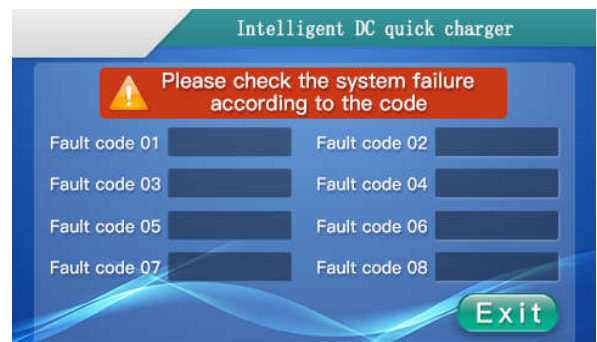 Intelligent DC quick charger
Please check the system failure
according to the code
Fault code 01
Fault code 02
Fault code 03
Fault code 04
Fault code 05
Fault code 06
Fault code 07
Fault code 08
Exit